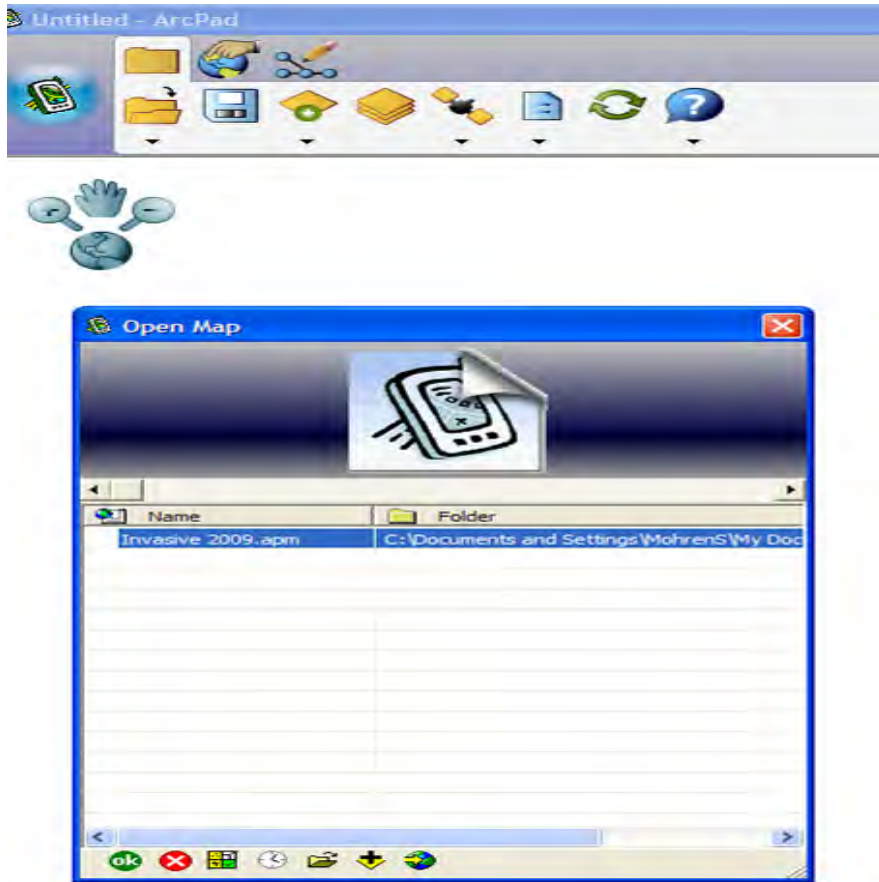 Untitled - ArcPad
?
Open Map
Name Folder
Invasive 2009.apm C:\Documents and Settings\MohrenS\My Doc
ok